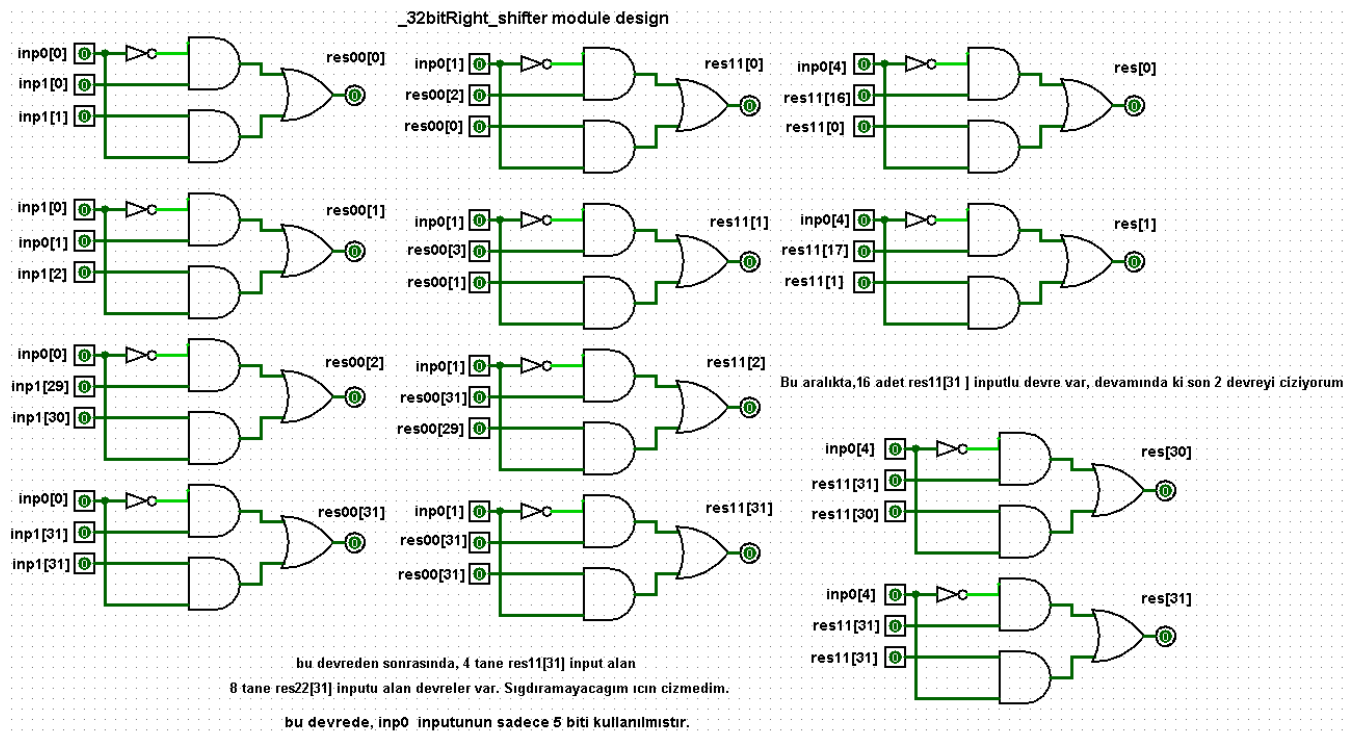 _32bitRight_shifter module design
inp0[0]
inp1[0]
inp1[1]
res00[0]
inp1[0]
inp0[1]
inp1[2]
res00[1]
inp0[0]
inp1[29]
inp1[30]
res00[2]
inp0[0]
inp1[31]
inp1[31]
res00[31]
inp0[1]
res00[2]
res00[0]
res11[0]
inp0[1]
res00[3]
res00[1]
res11[1]
inp0[1]
res00[31]
res00[29]
res11[2]
inp0[1]
res00[31]
res00[31]
res11[31]
inp0[4]
res11[16]
res11[0]
res[0]
inp0[4]
res11[17]
res11[1]
res[1]
Bu aralıkta,16 adet res11[31 ] inputlu devre var, devamında ki son 2 devreyi ciziyorum
inp0[4]
res11[31]
res11[30]
res[30]
inp0[4]
res11[31]
res11[31]
res[31]
bu devreden sonrasında, 4 tane res11[31] input alan
8 tane res22[31] inputu alan devreler var. Sıgdıramayacagım ıcın cizmedim.
bu devrede, inp0 inputunun sadece 5 biti kullanılmıstır.